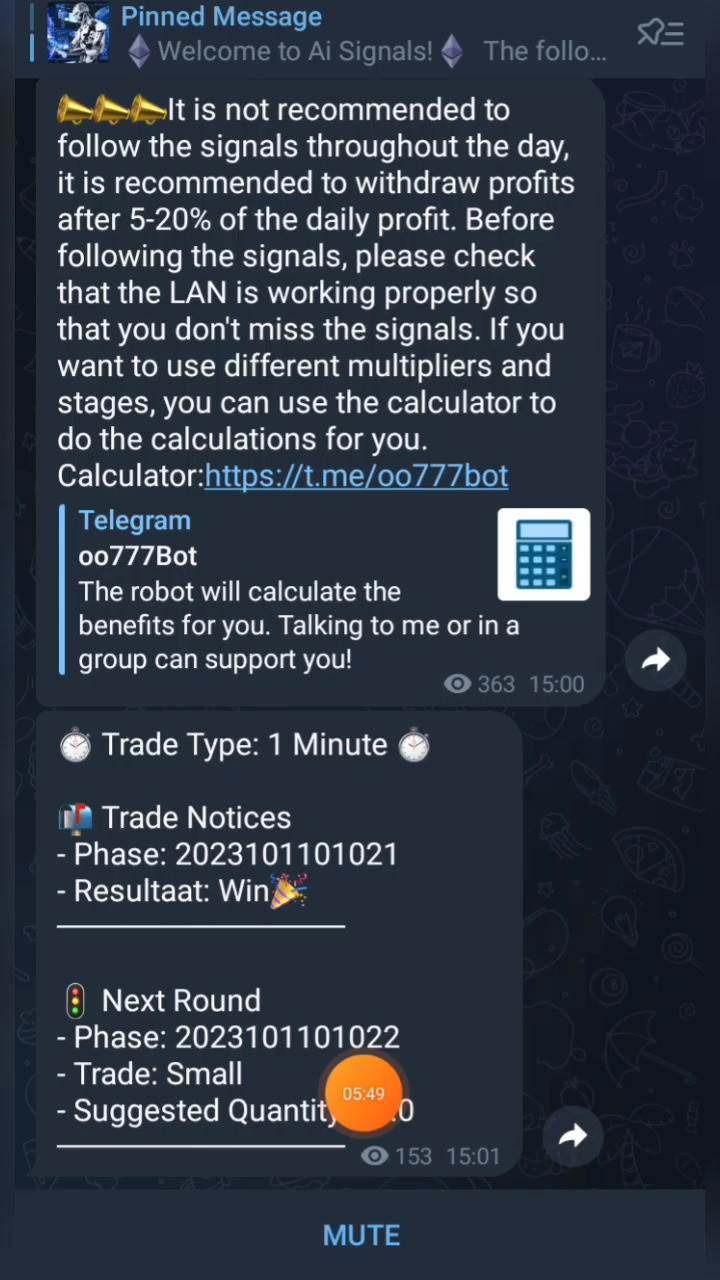 Pinned Message
Welcome to Ai Signals! The follo...
It is not recommended to
follow the signals throughout the day,
it is recommended to withdraw profits
after 5-20% of the daily profit. Before
following the signals, please check
that the LAN is working properly so
that you don't miss the signals. If you
want to use different multipliers and
stages, you can use the calculator to
do the calculations for you.
Calculator:https://t.me/oo777bot
Telegram
oo777Bot
The robot will calculate the
benefits for you. Talking to me or in a
group can support you!
363 15:00
Trade Type: 1 Minute
Trade Notices
- Phase: 2023101101021
- Resultaat: Win
Next Round
- Phase: 2023101101022
- Trade: Small
05:49
- Suggested Quantity
153 15:01
MUTE